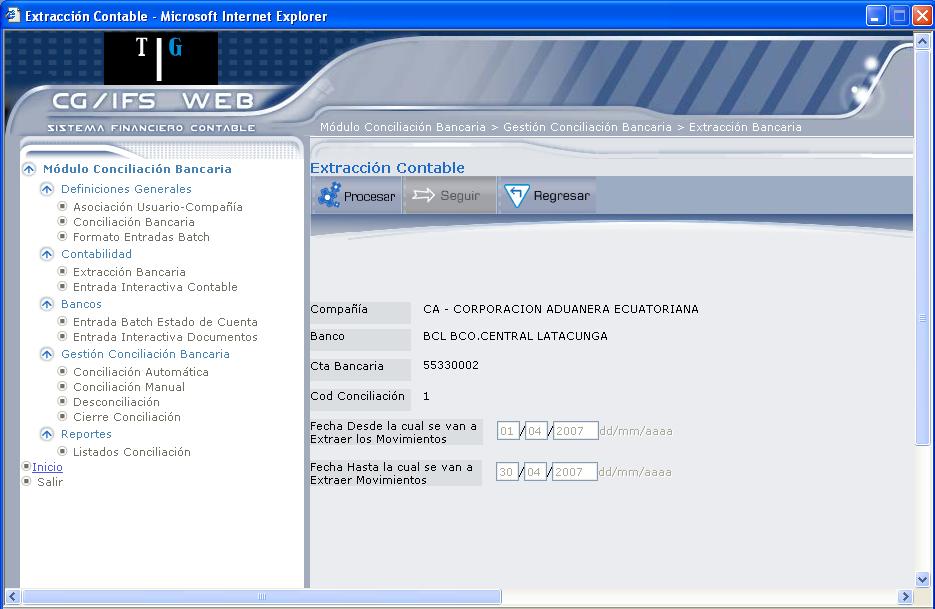 Extracción Contable - Microsoft Internet Explorer
T G
CG/IFS WEB
SISTEMA FINANCIERO CONTABLE
Módulo Conciliación Bancaria > Gestión Conciliación Bancaria > Extracción Bancaria
Módulo Conciliación Bancaria
Definiciones Generales
Asociación Usuario-Compañía
Conciliación Bancaria
Formato Entradas Batch
Contabilidad
Extracción Bancaria
Entrada Interactiva Contable
Bancos
Entrada Batch Estado de Cuenta
Entrada Interactiva Documentos
Gestión Conciliación Bancaria
Conciliación Automática
Conciliación Manual
Desconciliación
Cierre Conciliación
Reportes
Listados Conciliación
Inicio
Salir
Extracción Contable
Procesar Seguir Regresar
Compañía CA - CORPORACION ADUANERA ECUATORIANA
Banco BCL BCO.CENTRAL LATACUNGA
Cta Bancaria 55330002
Cod Conciliación 1
Fecha Desde la cual se van a
Extraer los Movimientos
01/04/2007 dd/mm/aaaa
Fecha Hasta la cual se van a
Extraer Movimientos
30/04/2007 dd/mm/aaaa